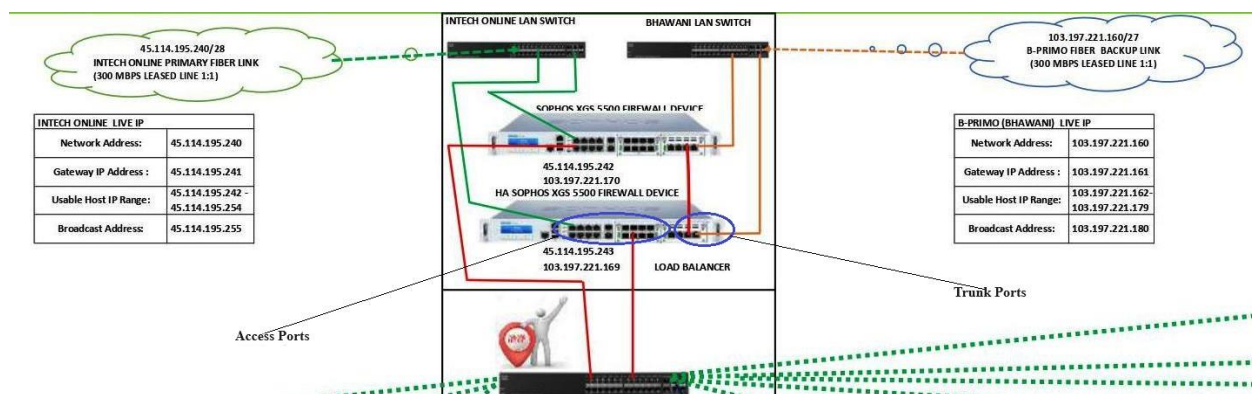 INTECH ONLINE LAN SWITCH
BHAWANI LAN SWITCH
45.114.195.240/28
INTECH ONLINE PRIMARY FIBER LINK
(300 MBPS LEASED LINE 1:1)
103.197.221.160/27
B-PRIMO FIBER BACKUP LINK
(300 MBPS LEASED LINE 1:1)
SOPHOS XGS 5500 FIREWALL DEVICE
INTECH ONLINE LIVE IP
Network Address: 45.114.195.240
Gateway IP Address : 45.114.195.241
Usable Host IP Range: 45.114.195.242 -
45.114.195.254
Broadcast Address: 45.114.195.255
B-PRIMO (BHAWANI) LIVE IP
Network Address: 103.197.221.160
Gateway IP Address : 103.197.221.161
Usable Host IP Range: 103.197.221.162-
103.197.221.179
Broadcast Address: 103.197.221.180
45.114.195.242
103.197.221.170
HA SOPHOS XGS 5500 FIREWALL DEVICE
45.114.195.243
103.197.221.169
LOAD BALANCER
Trunk Ports
Access Ports